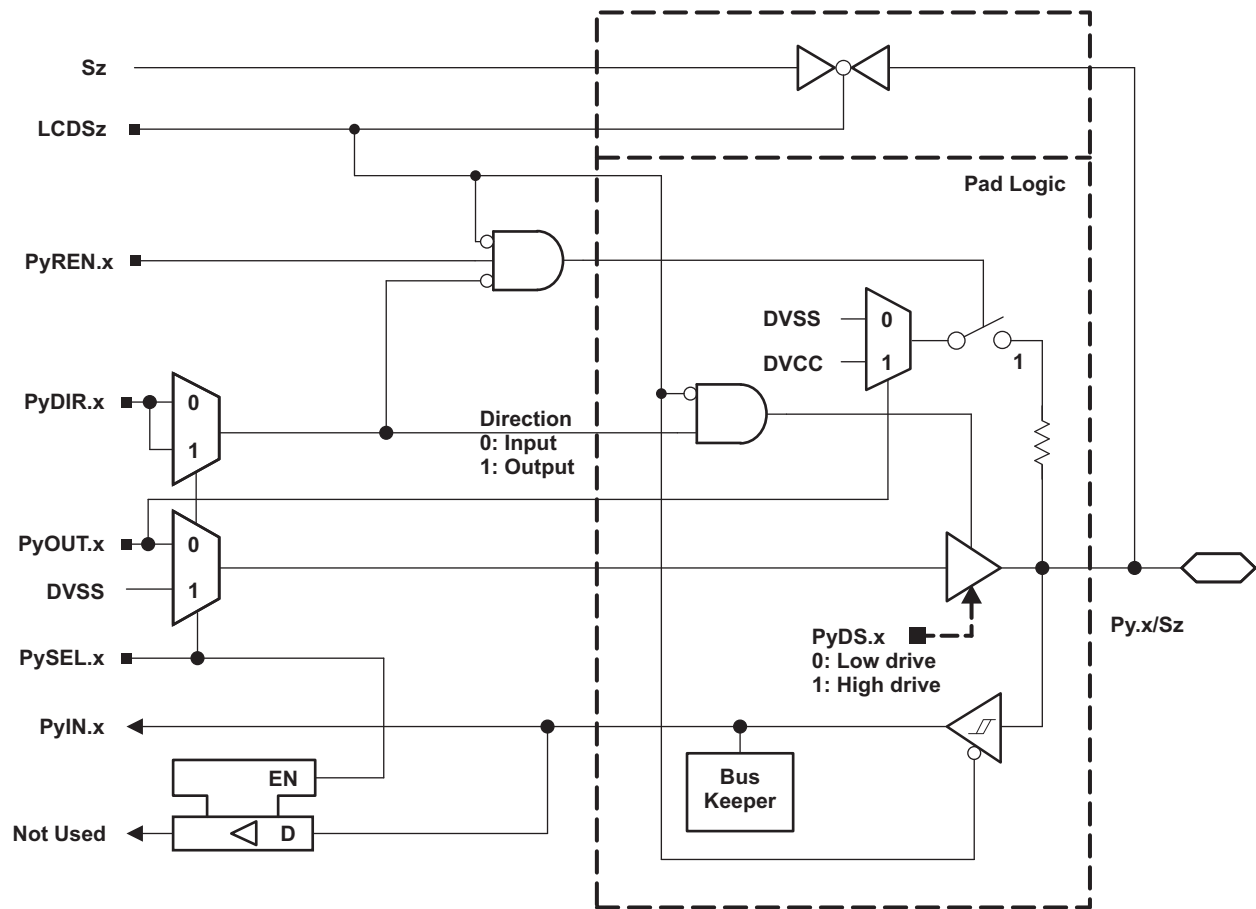 Sz
LCDSz
Pad Logic
PyREN.x
DVSS
0
DVCC
1
1
PyDIR.x
0
1
Direction
0: Input
1: Output
PyOUT.x
0
DVSS
1
PySEL.x
PyDS.x
0: Low drive
1: High drive
Py.x/Sz
PyIN.x
Bus
Keeper
EN
D
Not Used